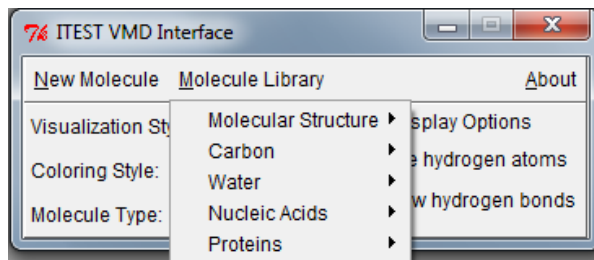 ITEST VMD Interface
New Molecule Molecule Library About
Visualization Molecular Structure splay Options
Coloring Style: Carbon hydrogen atoms
Water
Molecule Type: Nucleic Acids w hydrogen bonds
Proteins